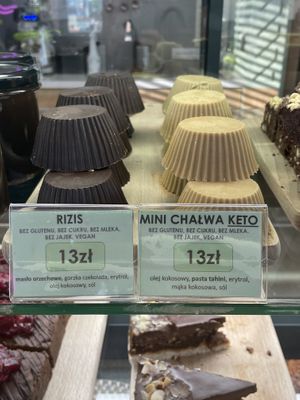 RIZIS
BEZ GLUTENU, BEZ CUKRU, BEZ MLEKA,
BEZ JAJEK, VEGAN
13zł
masło orzechowe, gorzka czekolada, erytrol,
olej kokosowy, sól
MINI CHAŁWA KETO
BEZ GLUTENU, BEZ CUKRU, BEZ MLEKA,
BEZ JAJEK, VEGAN
13zł
olej kokosowy, pasta tahini, erytrol,
mąka kokosowa, sól